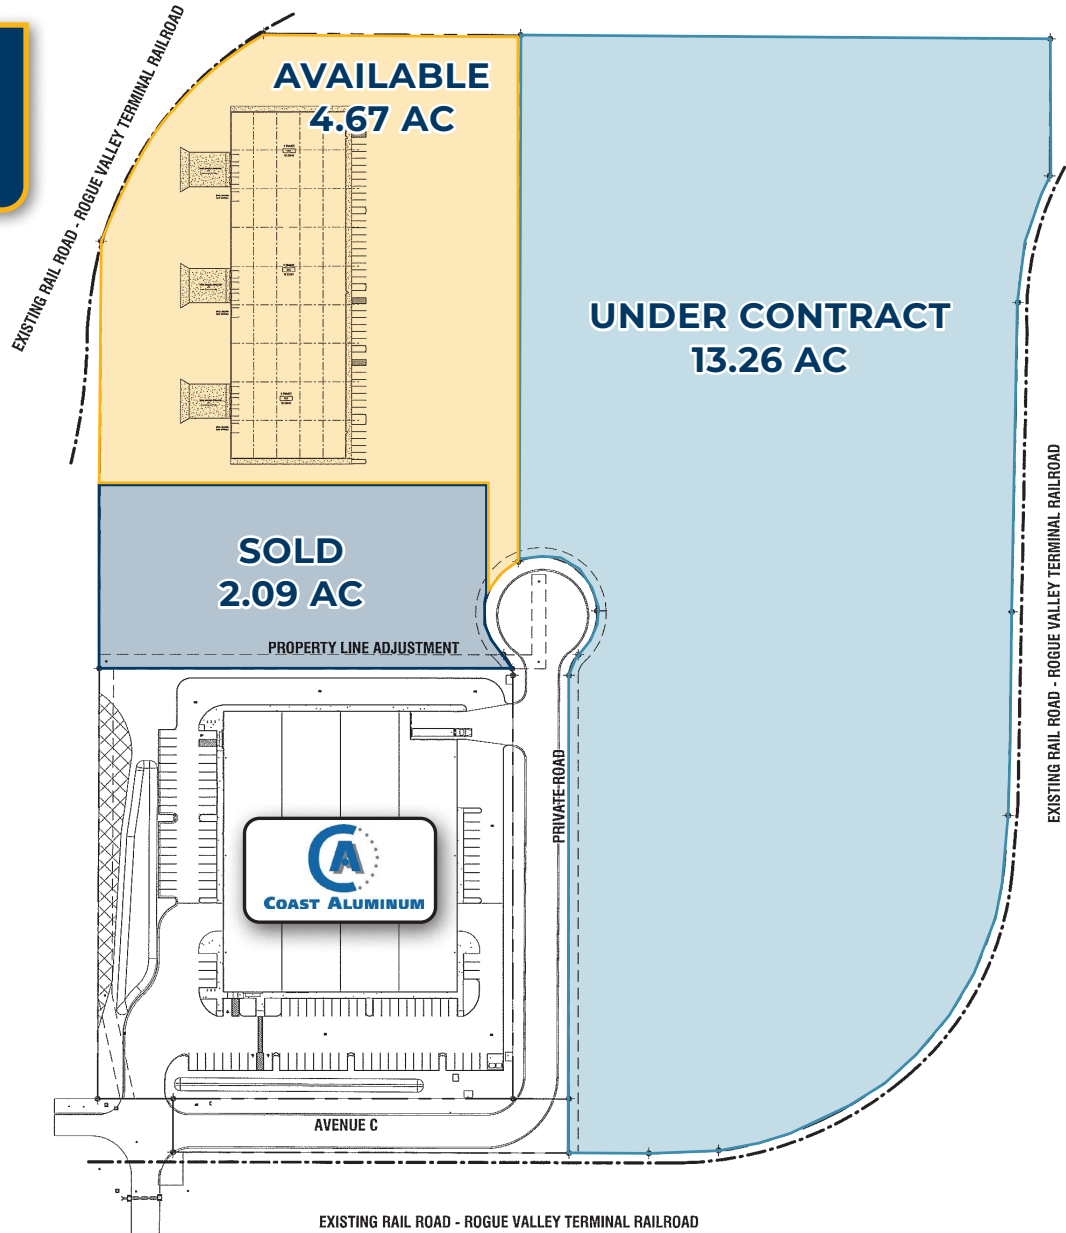 EXISTING RAIL ROAD - ROGUE VALLEY TERMINAL RAILROAD
AVAILABLE
4.67 AC
UNDER CONTRACT
13.26 AC
SOLD
2.09 AC
PROPERTY LINE ADJUSTMENT
EXISTING RAIL ROAD - ROGUE VALLEY TERMINAL RAILROAD
PRIVATE ROAD
CA
COAST ALUMINUM
AVENUE C
EXISTING RAIL ROAD - ROGUE VALLEY TERMINAL RAILROAD